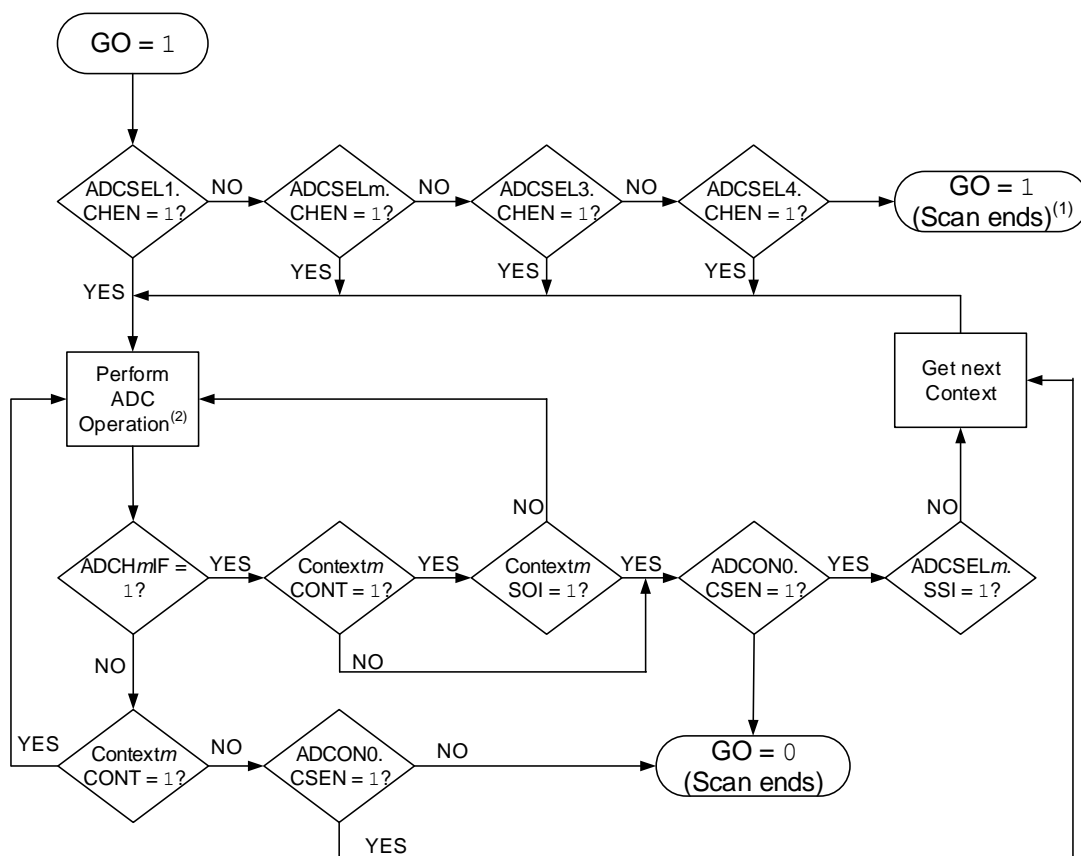 GO = 1
ADCSEL1.
CHEN = 1?
NO
ADCSELm.
CHEN = 1?
NO
ADCSEL3.
CHEN = 1?
NO
ADCSEL4.
CHEN = 1?
GO = 1
(Scan ends)(1)
YES
YES
YES
YES
Perform
ADC
Operation(2)
Get next
Context
NO
NO
ADCHmIF =
1?
YES
Contextm
CONT = 1?
YES
Contextm
SOI = 1?
YES
ADCON0.
CSEN = 1?
YES
ADCSELm.
SSI = 1?
NO
NO
YES
Contextm
CONT = 1?
NO
ADCON0.
CSEN = 1?
NO
GO = 0
(Scan ends)
YES